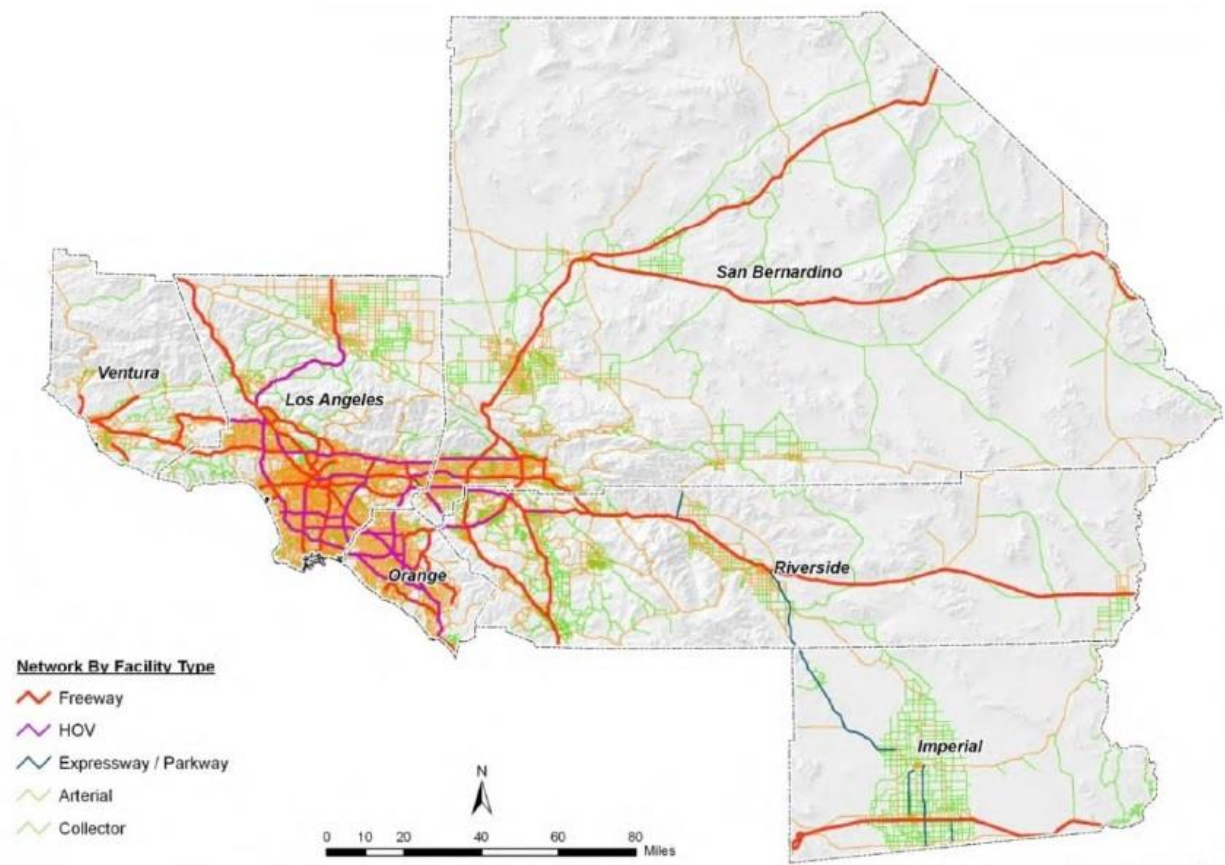 San Bernardino
Ventura
Los Angeles
Orange
Riverside
Imperial
Network By Facility Type
Freeway
HOV
Expressway / Parkway
Arterial
Collector
N
0 10 20 40 60 80
Miles